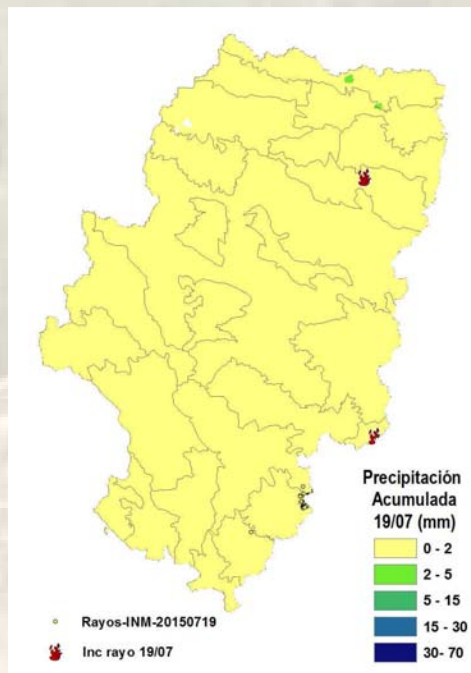 Precipitación
Acumulada
19/07 (mm)
0 - 2
2 - 5
5 - 15
15 - 30
30- 70
Rayos-INM-20150719
Inc rayo 19/07